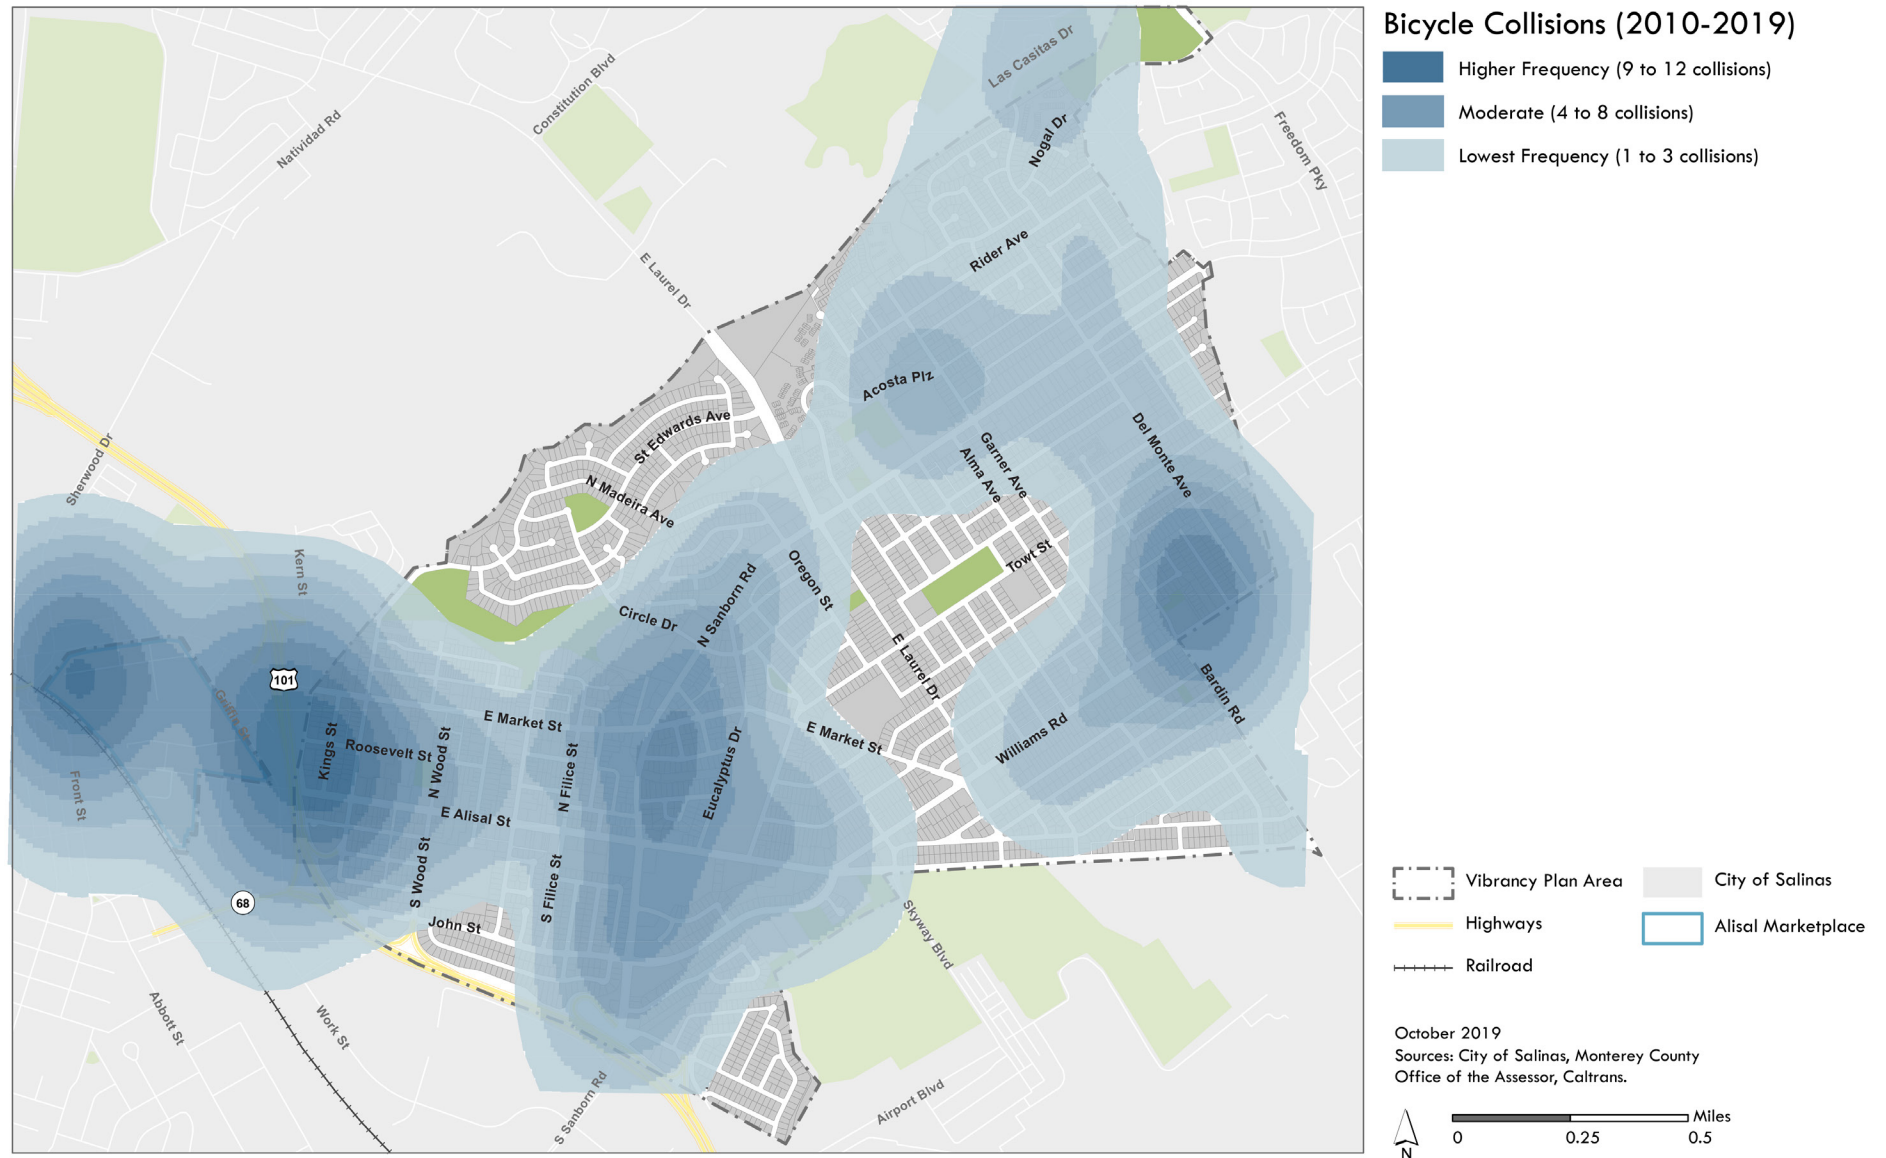 Bicycle Collisions (2010-2019)
Higher Frequency (9 to 12 collisions)
Moderate (4 to 8 collisions)
Lowest Frequency (1 to 3 collisions)
Las Casitas Dr
Constitution Blvd
Natividad Rd
Nogal Dr
Freedom Pky
Rider Ave
E Laurel Dr
Acosta Plz
St Edwards Ave
Del Monte Ave
Garner Ave
Alma Ave
Sherwood Dr
N Madeira Ave
Kern St
Towt St
Oregon St
N Sanborn Rd
Circle Dr
E Laurel Dr
101
Griffin St
Bardin Rd
E Market St
E Market St
Williams Rd
Kings St
Roosevelt St
N Wood St
N Filice St
Eucalyptus Dr
Front St
E Alisal St
S Wood St
S Filice St
68
John St
Skyway Blvd
Abbott St
Work St
S Sanborn Rd
Airport Blvd
Vibrancy Plan Area
City of Salinas
Highways
Alisal Marketplace
Railroad
October 2019
Sources: City of Salinas, Monterey County
Office of the Assessor, Caltrans.
Miles
0 0.25 0.5
N